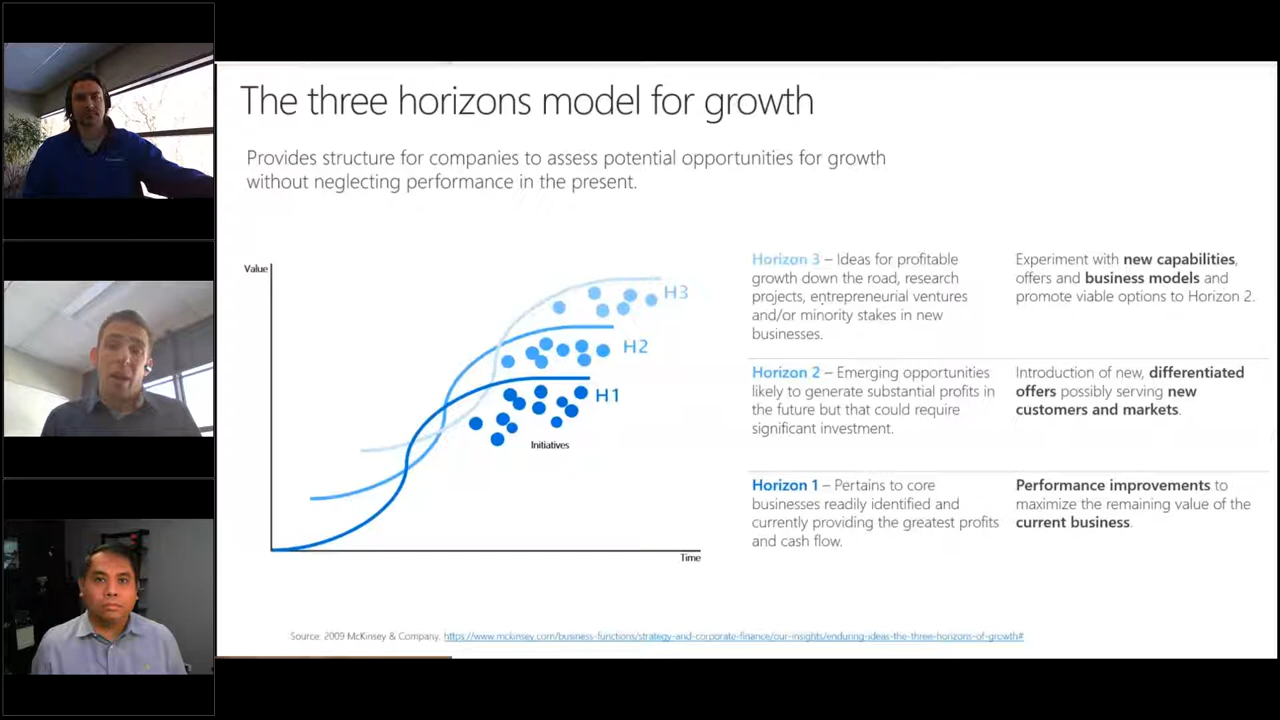 The three horizons model for growth
Provides structure for companies to assess potential opportunities for growth
without neglecting performance in the present.
Value
H3
H2
H1
Initiatives
Time
Horizon 3 – Ideas for profitable
growth down the road, research
projects, entrepreneurial ventures
and/or minority stakes in new
businesses.
Experiment with new capabilities,
offers and business models and
promote viable options to Horizon 2.
Horizon 2 – Emerging opportunities
likely to generate substantial profits in
the future but that could require
significant investment.
Introduction of new, differentiated
offers possibly serving new
customers and markets.
Horizon 1 – Pertains to core
businesses readily identified and
currently providing the greatest profits
and cash flow.
Performance improvements to
maximize the remaining value of the
current business.
Source: 2009 McKinsey & Company. https://www.mckinsey.com/business-functions/strategy-and-corporate-finance/our-insights/enduring-ideas-the-three-horizons-of-growth#